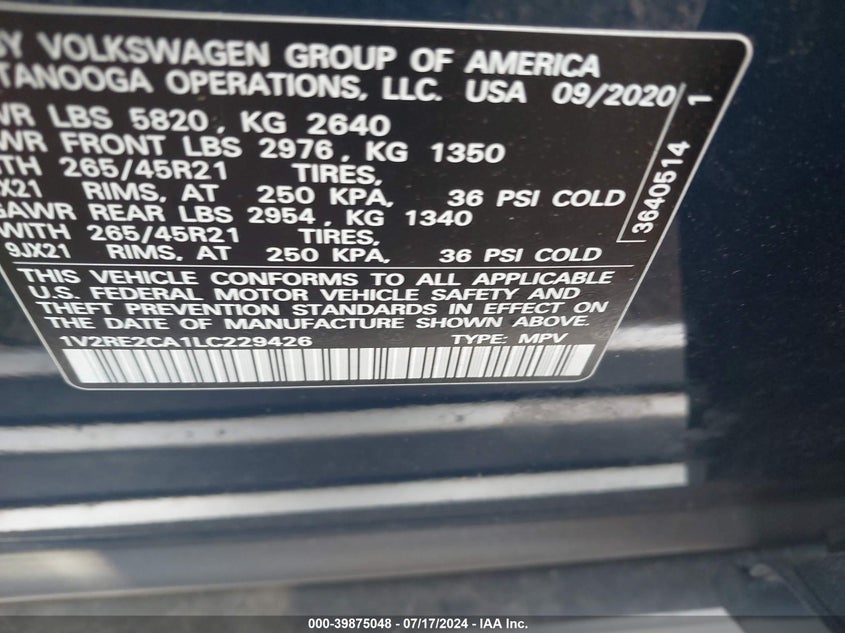 BY VOLKSWAGEN GROUP OF AMERICA
TANOOGA OPERATIONS, LLC. USA 09/2020
WR LBS 5820, KG 2640
WR FRONT LBS 2976, KG 1350
TH 265/45R21 TIRES,
X21 RIMS, AT 250 KPA, 36 PSI COLD
GAWR REAR LBS 2954, KG 1340
WITH 265/45R21 TIRES,
9JX21 RIMS, AT 250 KPA, 36 PSI COLD
THIS VEHICLE CONFORMS TO ALL APPLICABLE
U.S. FEDERAL MOTOR VEHICLE SAFETY AND
THEFT PREVENTION STANDARDS IN EFFECT ON
THE DATE OF MANUFACTURE SHOWN ABOVE.
1V2RE2CA1LC229426 TYPE: MPV
3640514 1
000-39875048 - 07/17/2024 - IAA Inc.